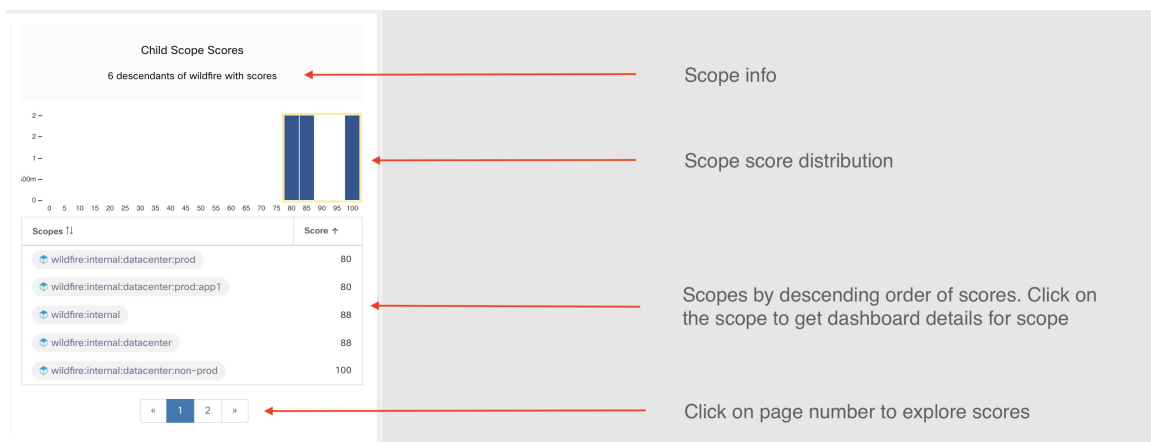 Child Scope Scores
6 descendants of wildfire with scores
Scope info
2
2
1
500m
0
0 5 10 15 20 25 30 35 40 45 50 55 60 65 70 75 80 85 90 95 100
Scope score distribution
Scopes ↑↓ Score ↑
wildfire:internal:datacenter:prod 80
wildfire:internal:datacenter:prod:app1 80
wildfire:internal 88
wildfire:internal:datacenter 88
wildfire:internal:datacenter:non-prod 100
Scopes by descending order of scores. Click on
the scope to get dashboard details for scope
« 1 2 »
Click on page number to explore scores